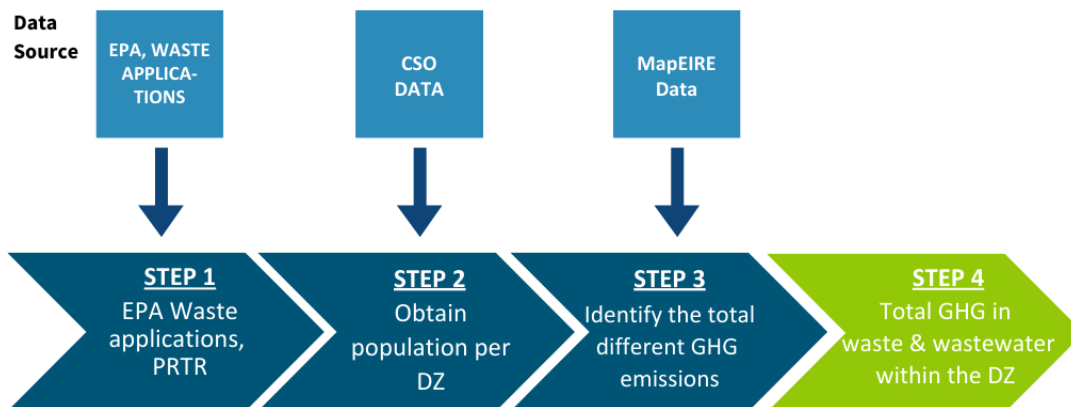 Data
Source
EPA, WASTE
APPLICA-
TIONS
CSO
DATA
MapEIRE
Data
STEP 1
EPA Waste
applications,
PRTR
STEP 2
Obtain
population per
DZ
STEP 3
Identify the total
different GHG
emissions
STEP 4
Total GHG in
waste & wastewater
within the DZ